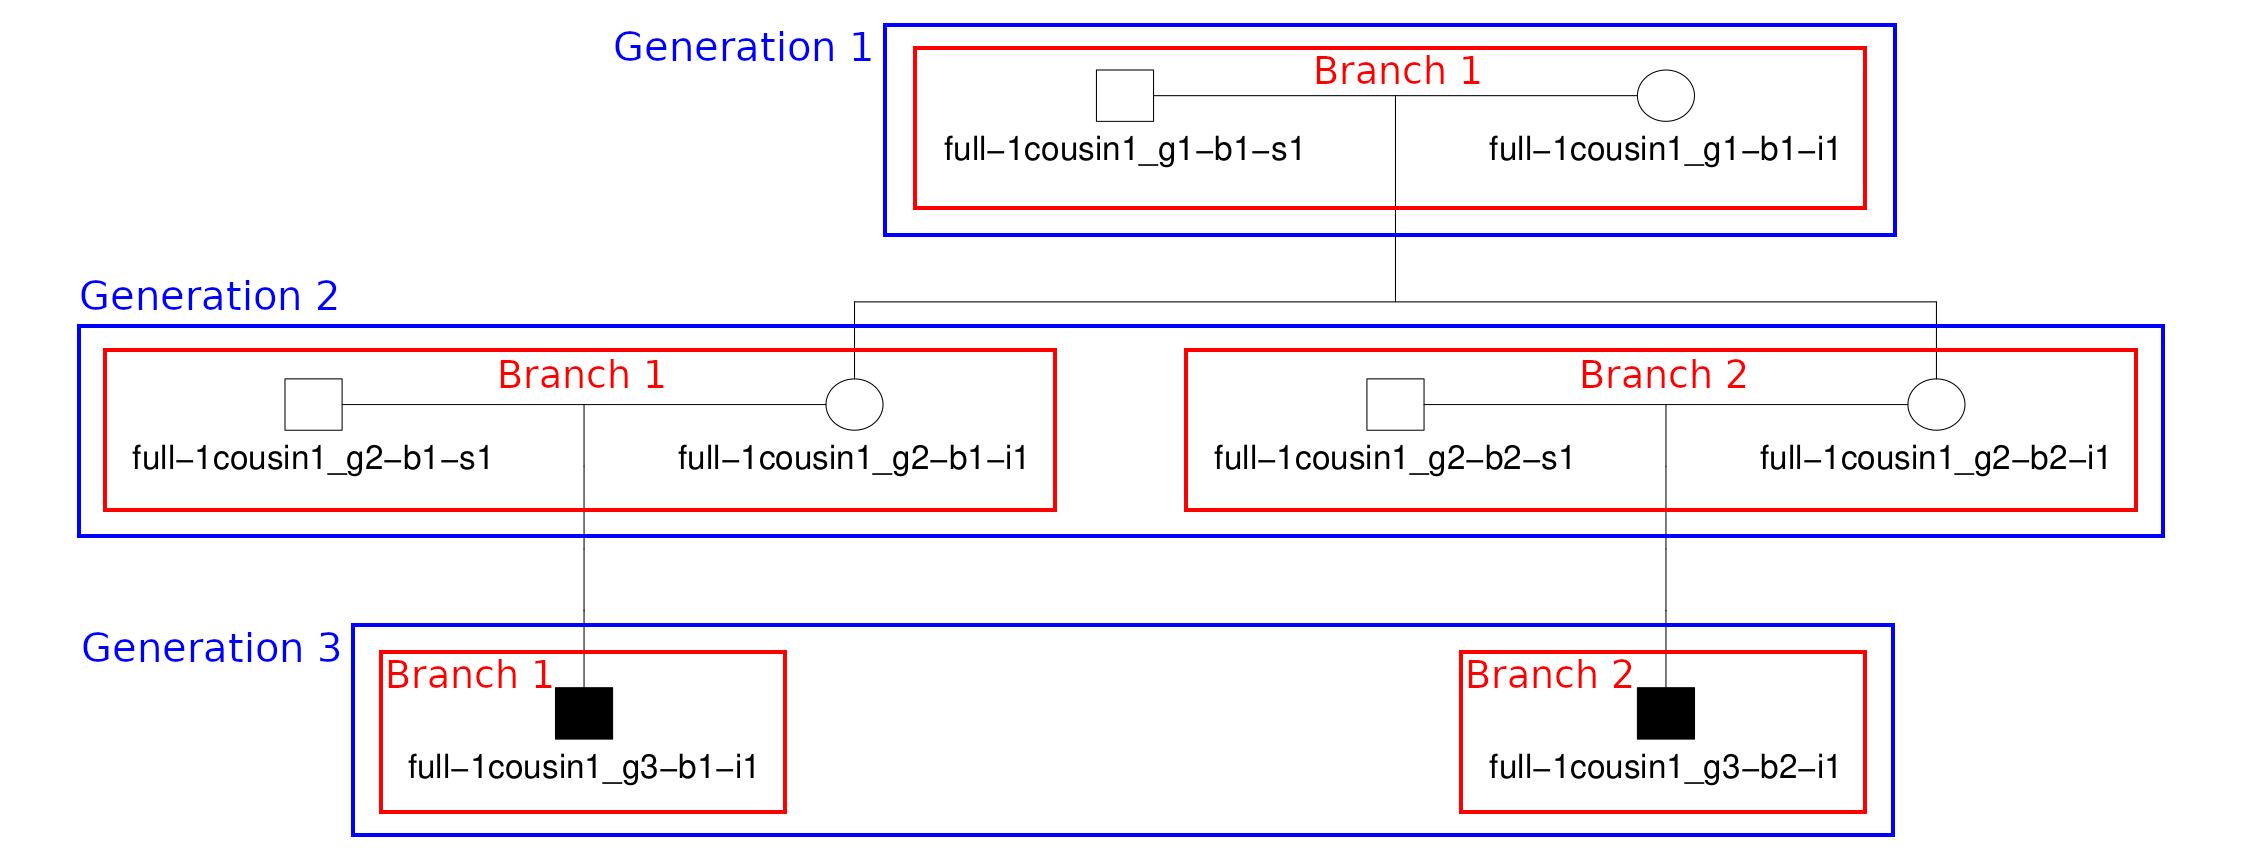 Generation 1
Branch 1
full–1cousin1_g1–b1–s1
full–1cousin1_g1–b1–i1
Generation 2
Branch 1
full–1cousin1_g2–b1–s1
full–1cousin1_g2–b1–i1
Branch 2
full–1cousin1_g2–b2–s1
full–1cousin1_g2–b2–i1
Generation 3
Branch 1
full–1cousin1_g3–b1–i1
Branch 2
full–1cousin1_g3–b2–i1